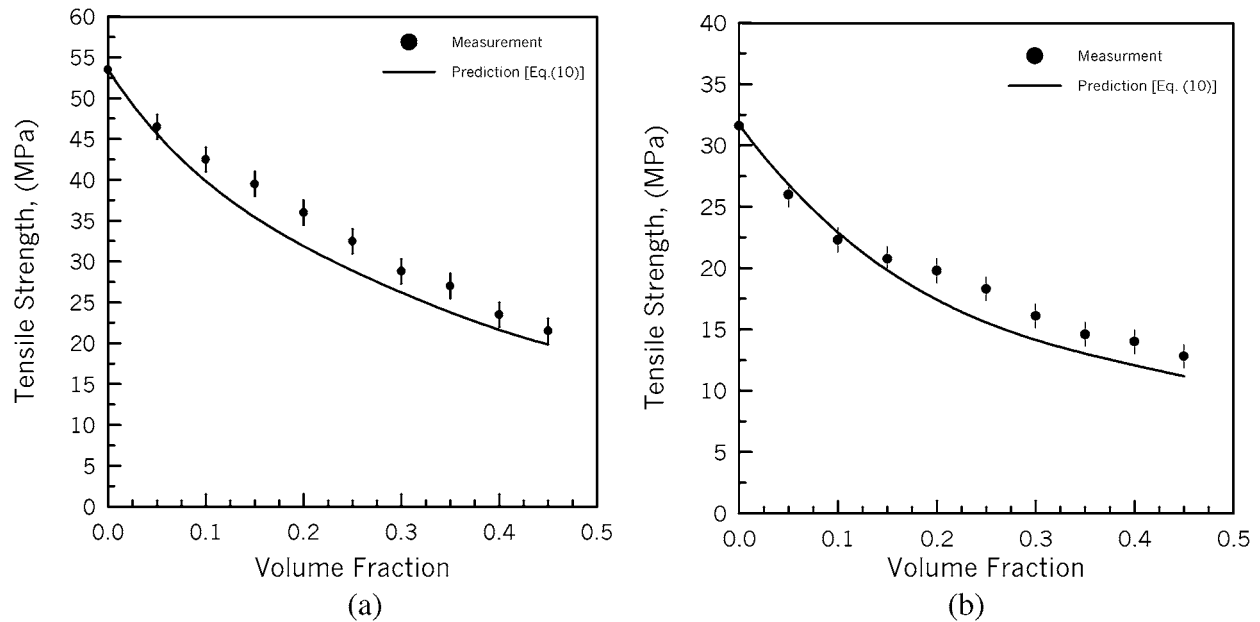 60
55
50
45
40
35
30
25
20
15
10
5
0
0.0 0.1 0.2 0.3 0.4 0.5
Tensile Strength, (MPa)
Volume Fraction
Measurement
Prediction [Eq.(10)]
(a)
40
35
30
25
20
15
10
5
0
0.0 0.1 0.2 0.3 0.4 0.5
Tensile Strength, (MPa)
Volume Fraction
Measurment
Prediction [Eq. (10)]
(b)